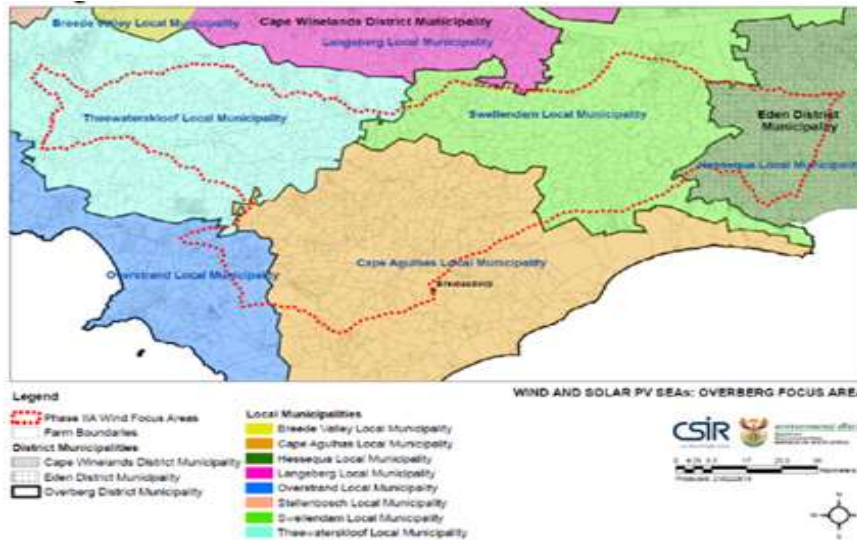 Breede Valley Local Municipality
Cape Winelands District Municipality
Langeberg Local Municipality
Theewaterskloof Local Municipality
Swellendam Local Municipality
Eden District
Municipality
Hessequa Local Municipality
Overstrand Local Municipality
Cape Agulhas Local Municipality
WIND AND SOLAR PV SEAs: OVERBERG FOCUS AREA
Legend
Phase IIA Wind Focus Areas
Farm Boundaries
District Municipalities
Cape Winelands District Municipality
Eden District Municipality
Overberg District Municipality
Local Municipalities
Breede Valley Local Municipality
Cape Agulhas Local Municipality
Hessequa Local Municipality
Langeberg Local Municipality
Overstrand Local Municipality
Stellenbosch Local Municipality
Swellendam Local Municipality
Theewaterskloof Local Municipality
CSIR
environmental affairs
Kilometers
N
S